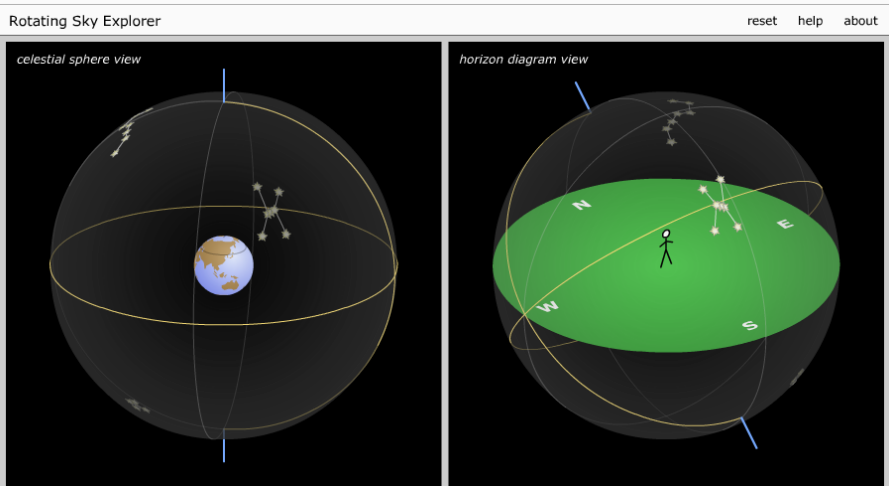 Rotating Sky Explorer
reset help about
celestial sphere view
horizon diagram view
N
E
W
S